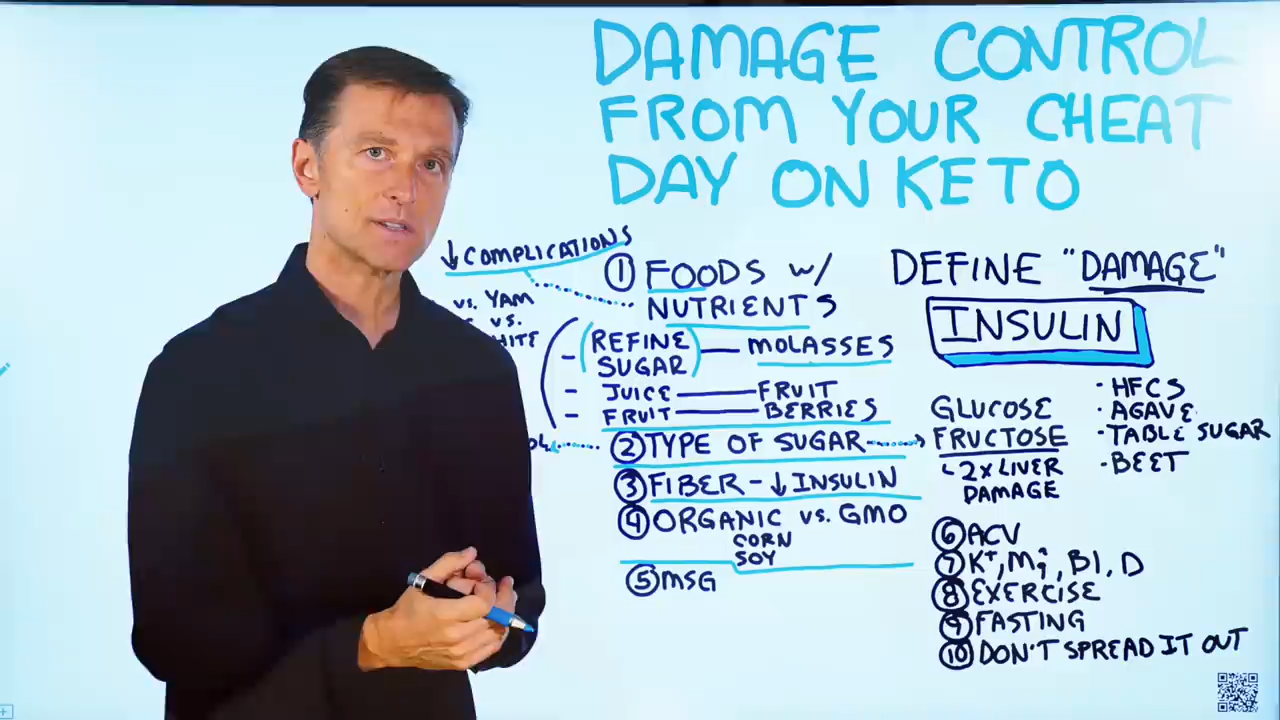 DAMAGE CONTROL
FROM YOUR CHEAT
DAY ON KETO
↓ COMPLICATIONS
vs. YAM
vs.
① FOODS w/
NUTRIENTS
- (REFINE
SUGAR) — MOLASSES
- JUICE — FRUIT
- FRUIT — BERRIES
② TYPE OF SUGAR
③ FIBER - ↓ INSULIN
④ ORGANIC vs. GMO
CORN
SOY
⑤ MSG
DEFINE "DAMAGE"
INSULIN
GLUCOSE
FRUCTOSE
2X LIVER
DAMAGE
· HFCS
· AGAVE
· TABLE SUGAR
· BEET
⑥ ACV
⑦ K+, Mg, B1, D
⑧ EXERCISE
⑨ FASTING
⑩ DON'T SPREAD IT OUT